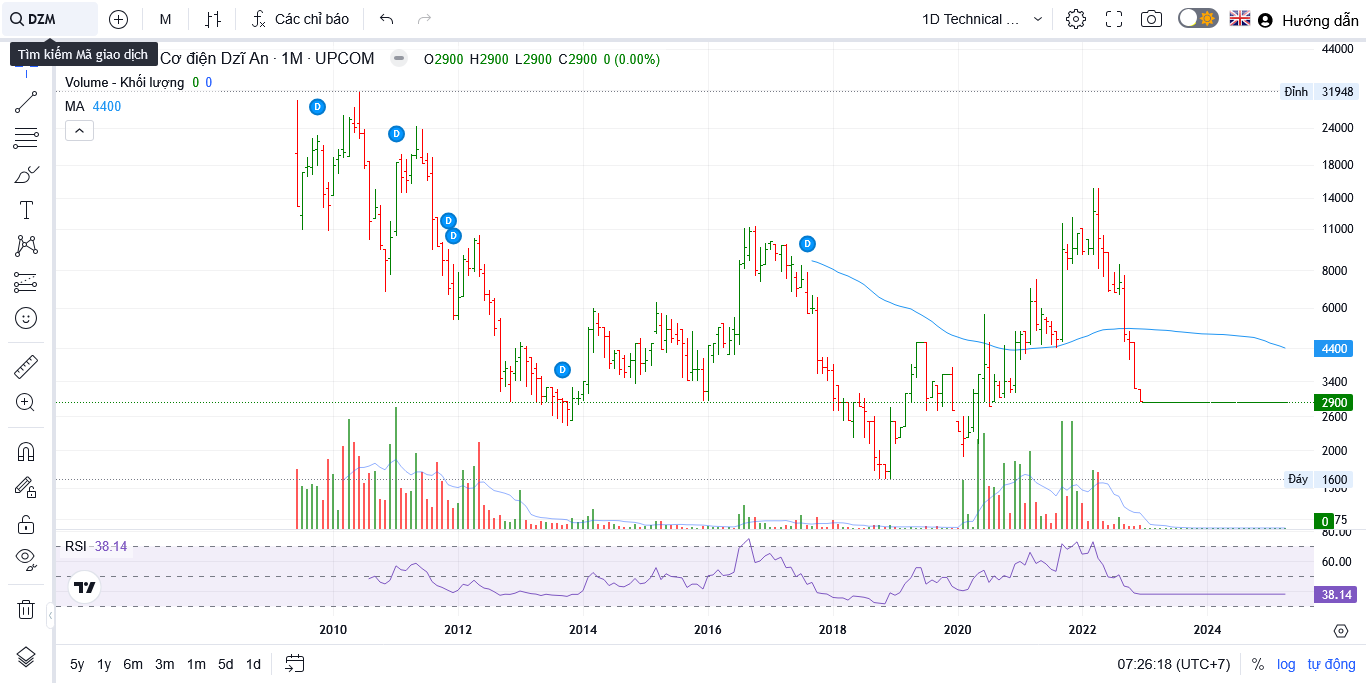 DZM
M
Các chỉ báo
1D Technical ...
Hướng dẫn
Tìm kiếm Mã giao dịch
Cơ điện Dzĩ An · 1M · UPCOM
O2900 H2900 L2900 C2900 0 (0.00%)
Volume - Khối lượng 0 0
MA 4400
D
D
D
D
D
D
44000
Đỉnh 31948
24000
18000
14000
11000
8000
6000
4400
3400
2900
2600
2000
Đáy 1600
0
RSI 38.14
80.00
60.00
38.14
2010 2012 2014 2016 2018 2020 2022 2024
5y 1y 6m 3m 1m 5d 1d
07:26:18 (UTC+7) % log tự động